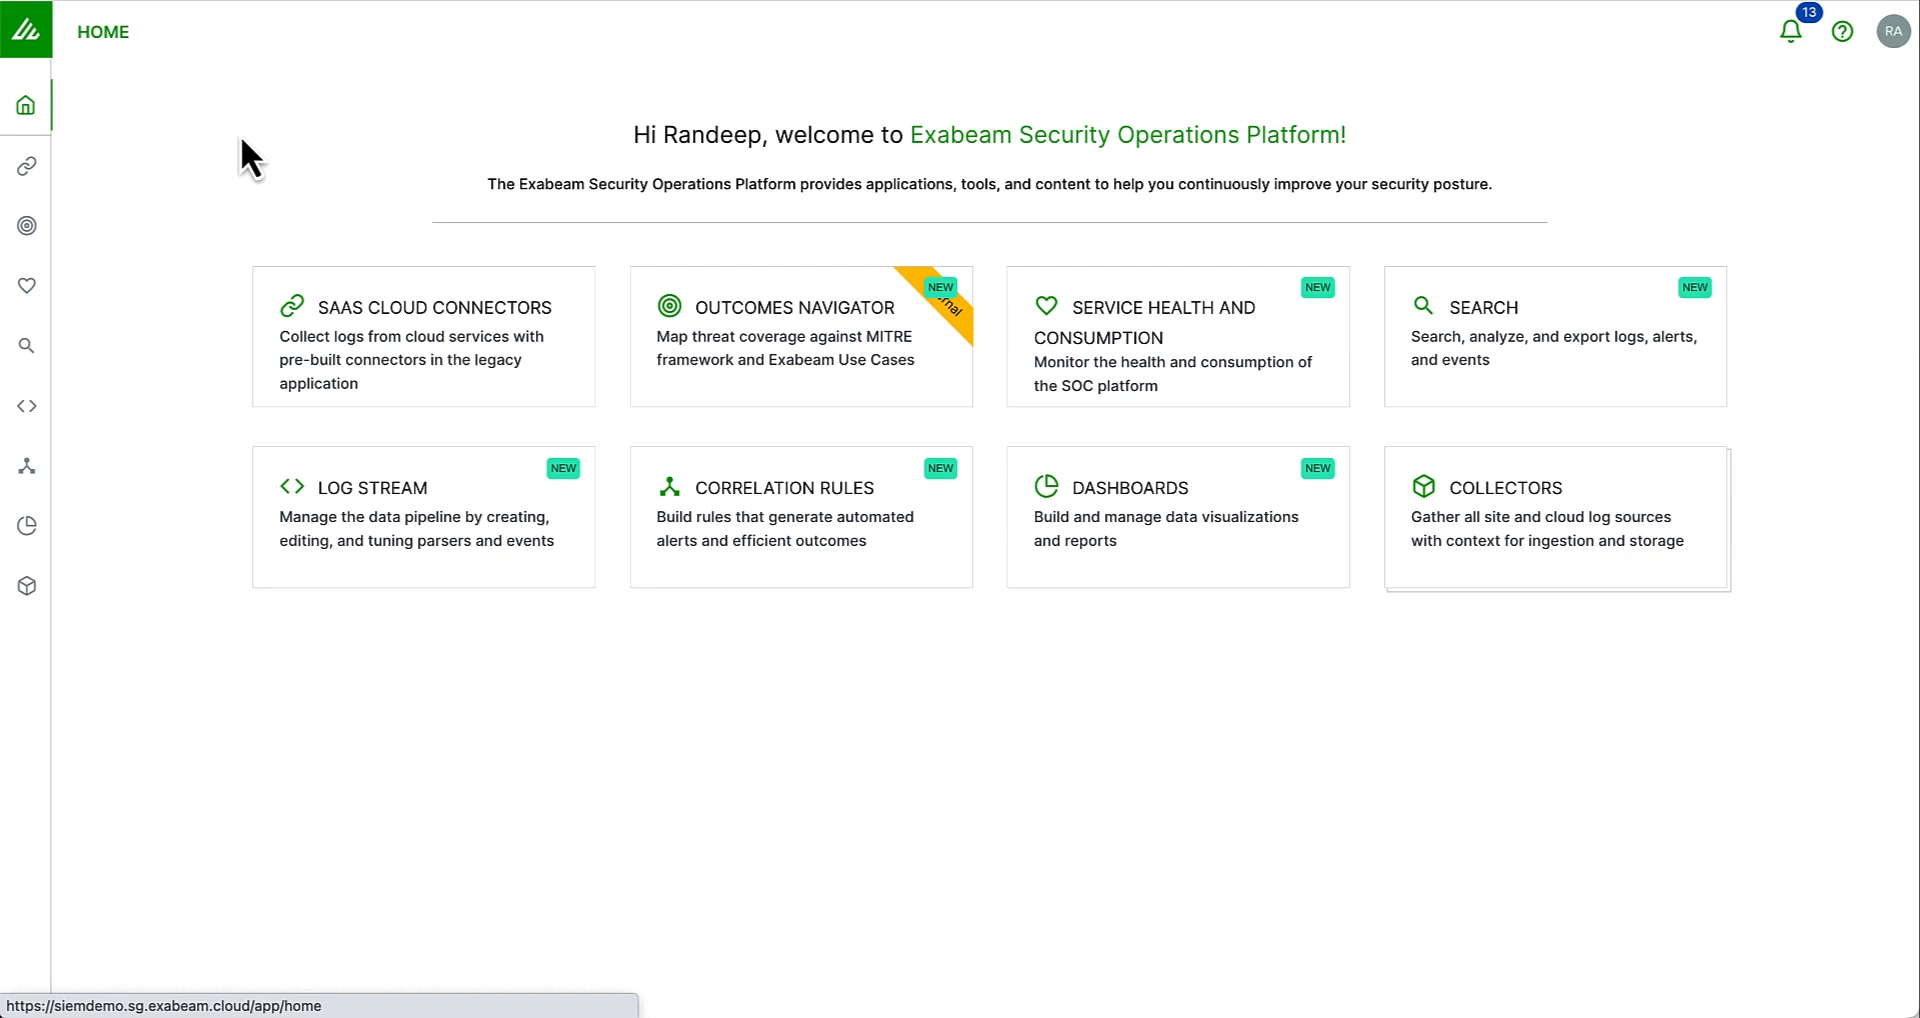 HOME
13
RA
Hi Randeep, welcome to Exabeam Security Operations Platform!
The Exabeam Security Operations Platform provides applications, tools, and content to help you continuously improve your security posture.
SAAS CLOUD CONNECTORS
Collect logs from cloud services with
pre-built connectors in the legacy
application
NEW
OUTCOMES NAVIGATOR
Map threat coverage against MITRE
framework and Exabeam Use Cases
NEW
SERVICE HEALTH AND
CONSUMPTION
Monitor the health and consumption of
the SOC platform
NEW
SEARCH
Search, analyze, and export logs, alerts,
and events
NEW
LOG STREAM
Manage the data pipeline by creating,
editing, and tuning parsers and events
NEW
CORRELATION RULES
Build rules that generate automated
alerts and efficient outcomes
NEW
DASHBOARDS
Build and manage data visualizations
and reports
COLLECTORS
Gather all site and cloud log sources
with context for ingestion and storage
https://siemdemo.sg.exabeam.cloud/app/home